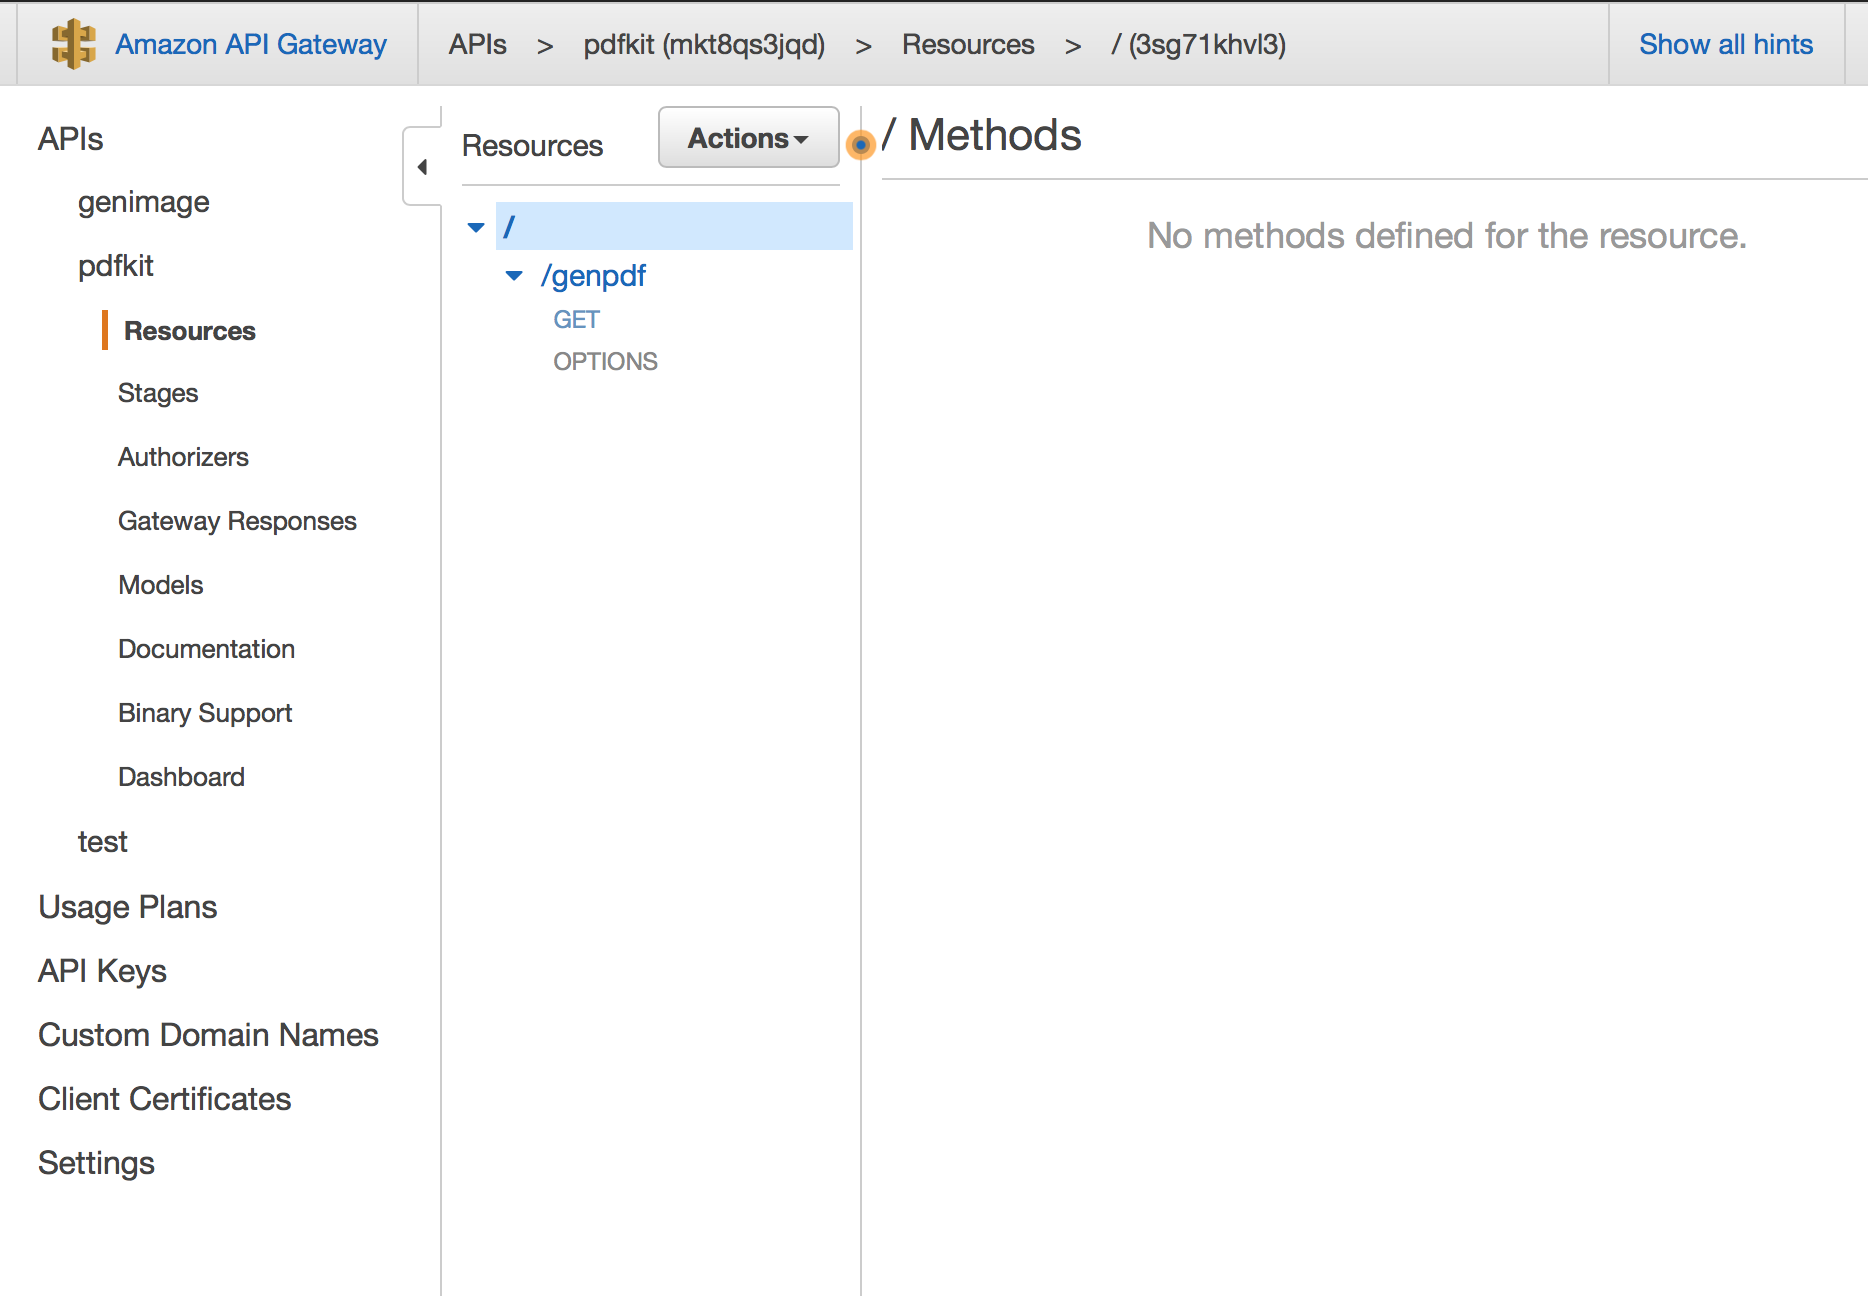 Amazon API Gateway
APIs > pdfkit (mkt8qs3jqd) > Resources > / (3sg71khvl3)
Show all hints
APIs
genimage
pdfkit
Resources
Stages
Authorizers
Gateway Responses
Models
Documentation
Binary Support
Dashboard
test
Usage Plans
API Keys
Custom Domain Names
Client Certificates
Settings
Resources
Actions
/
/genpdf
GET
OPTIONS
/ Methods
No methods defined for the resource.